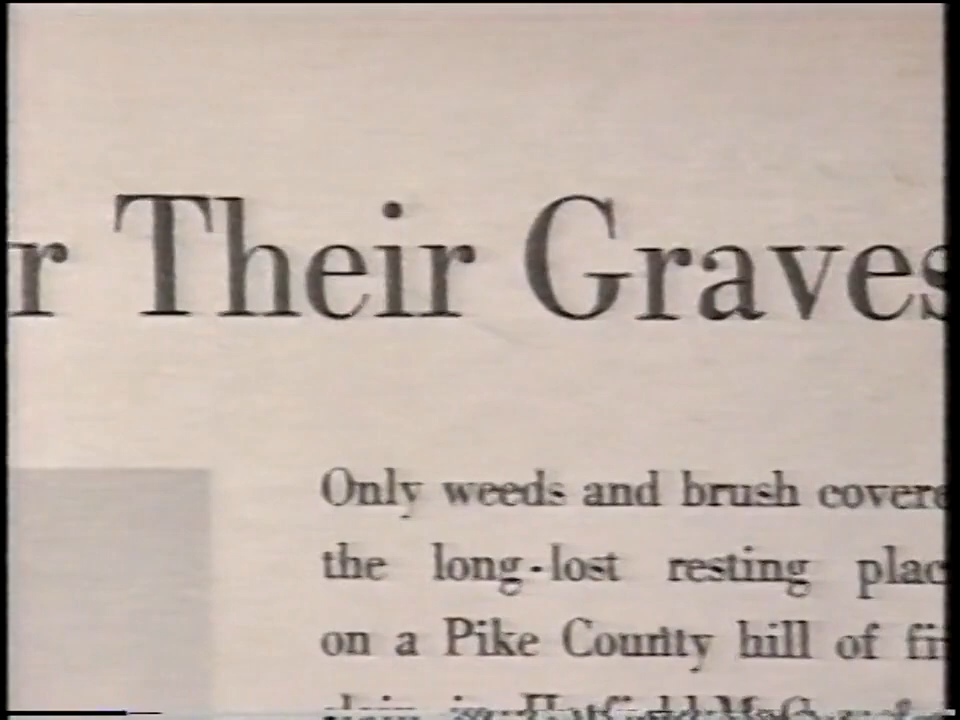 r Their Graves
Only weeds and brush covere
the long-lost resting plac
on a Pike County hill of fi